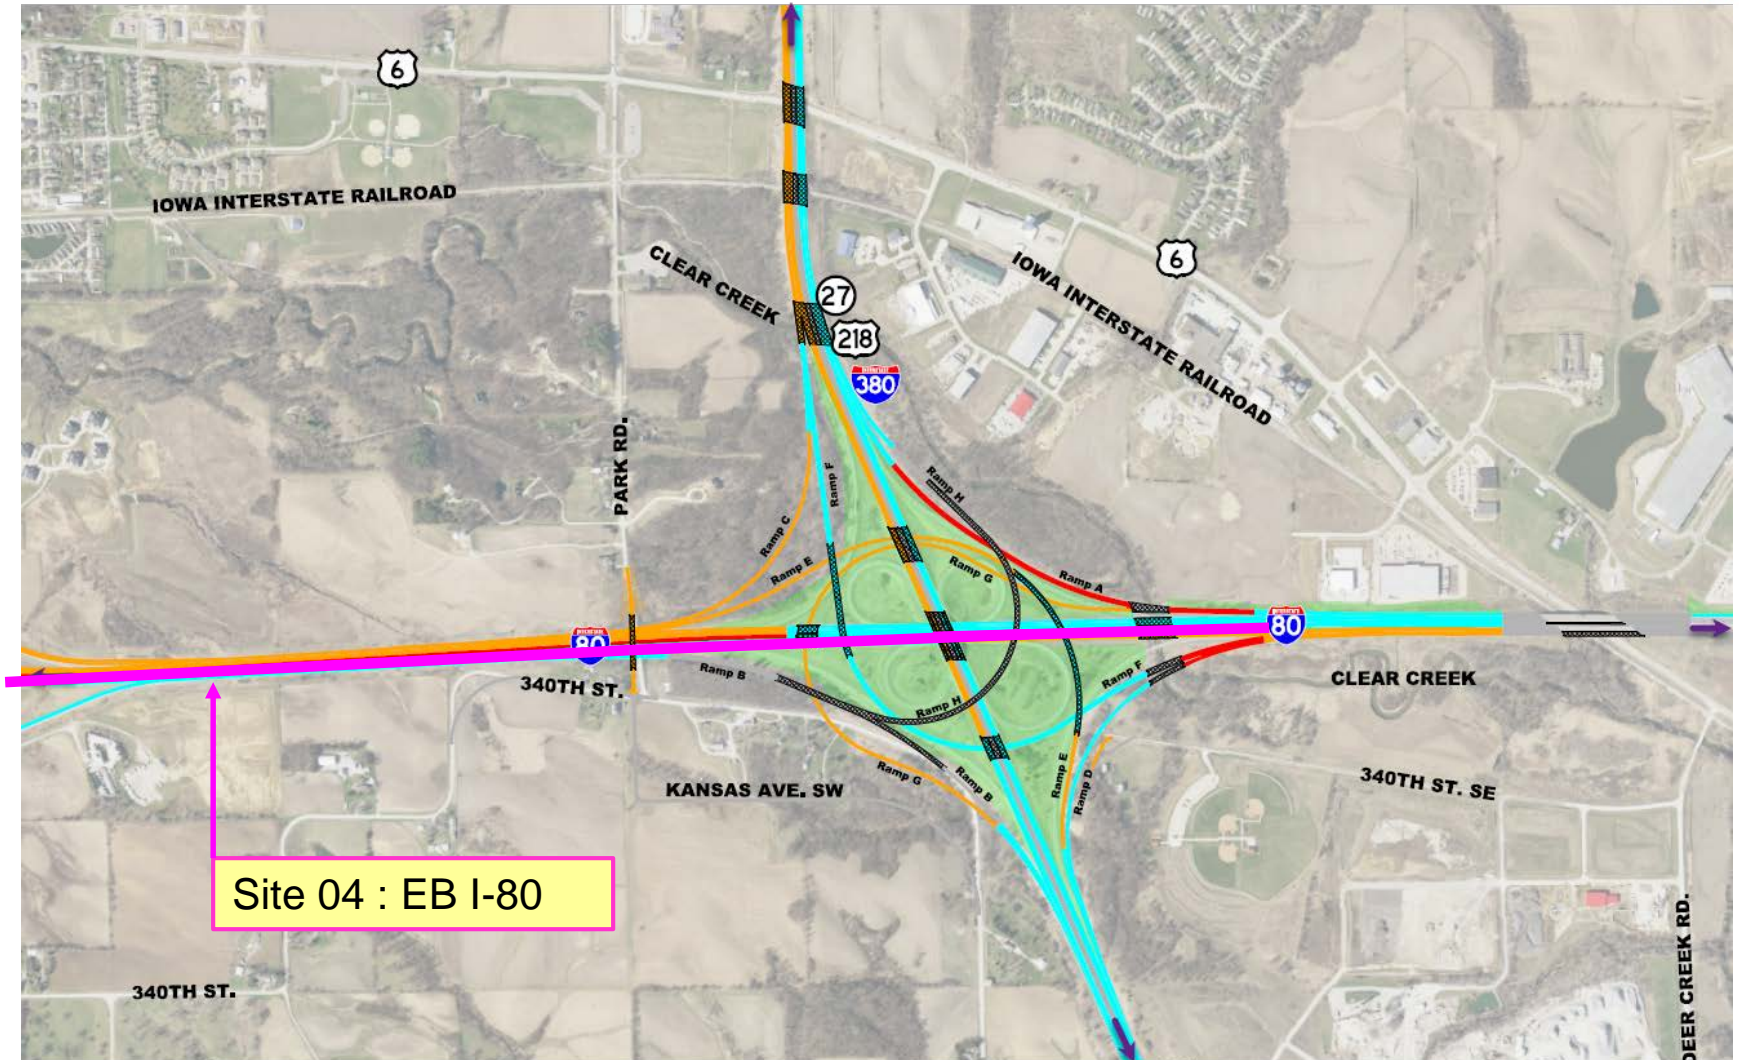 6
IOWA INTERSTATE RAILROAD
CLEAR CREEK
27
218
380
6
IOWA INTERSTATE RAILROAD
PARK RD.
Ramp F
Ramp H
Ramp C
Ramp E
Ramp G
Ramp A
80
80
Ramp B
340TH ST.
Ramp F
CLEAR CREEK
Ramp H
KANSAS AVE. SW
Ramp G
Ramp B
Ramp E
Ramp D
340TH ST. SE
Site 04 : EB I-80
340TH ST.
DEER CREEK RD.